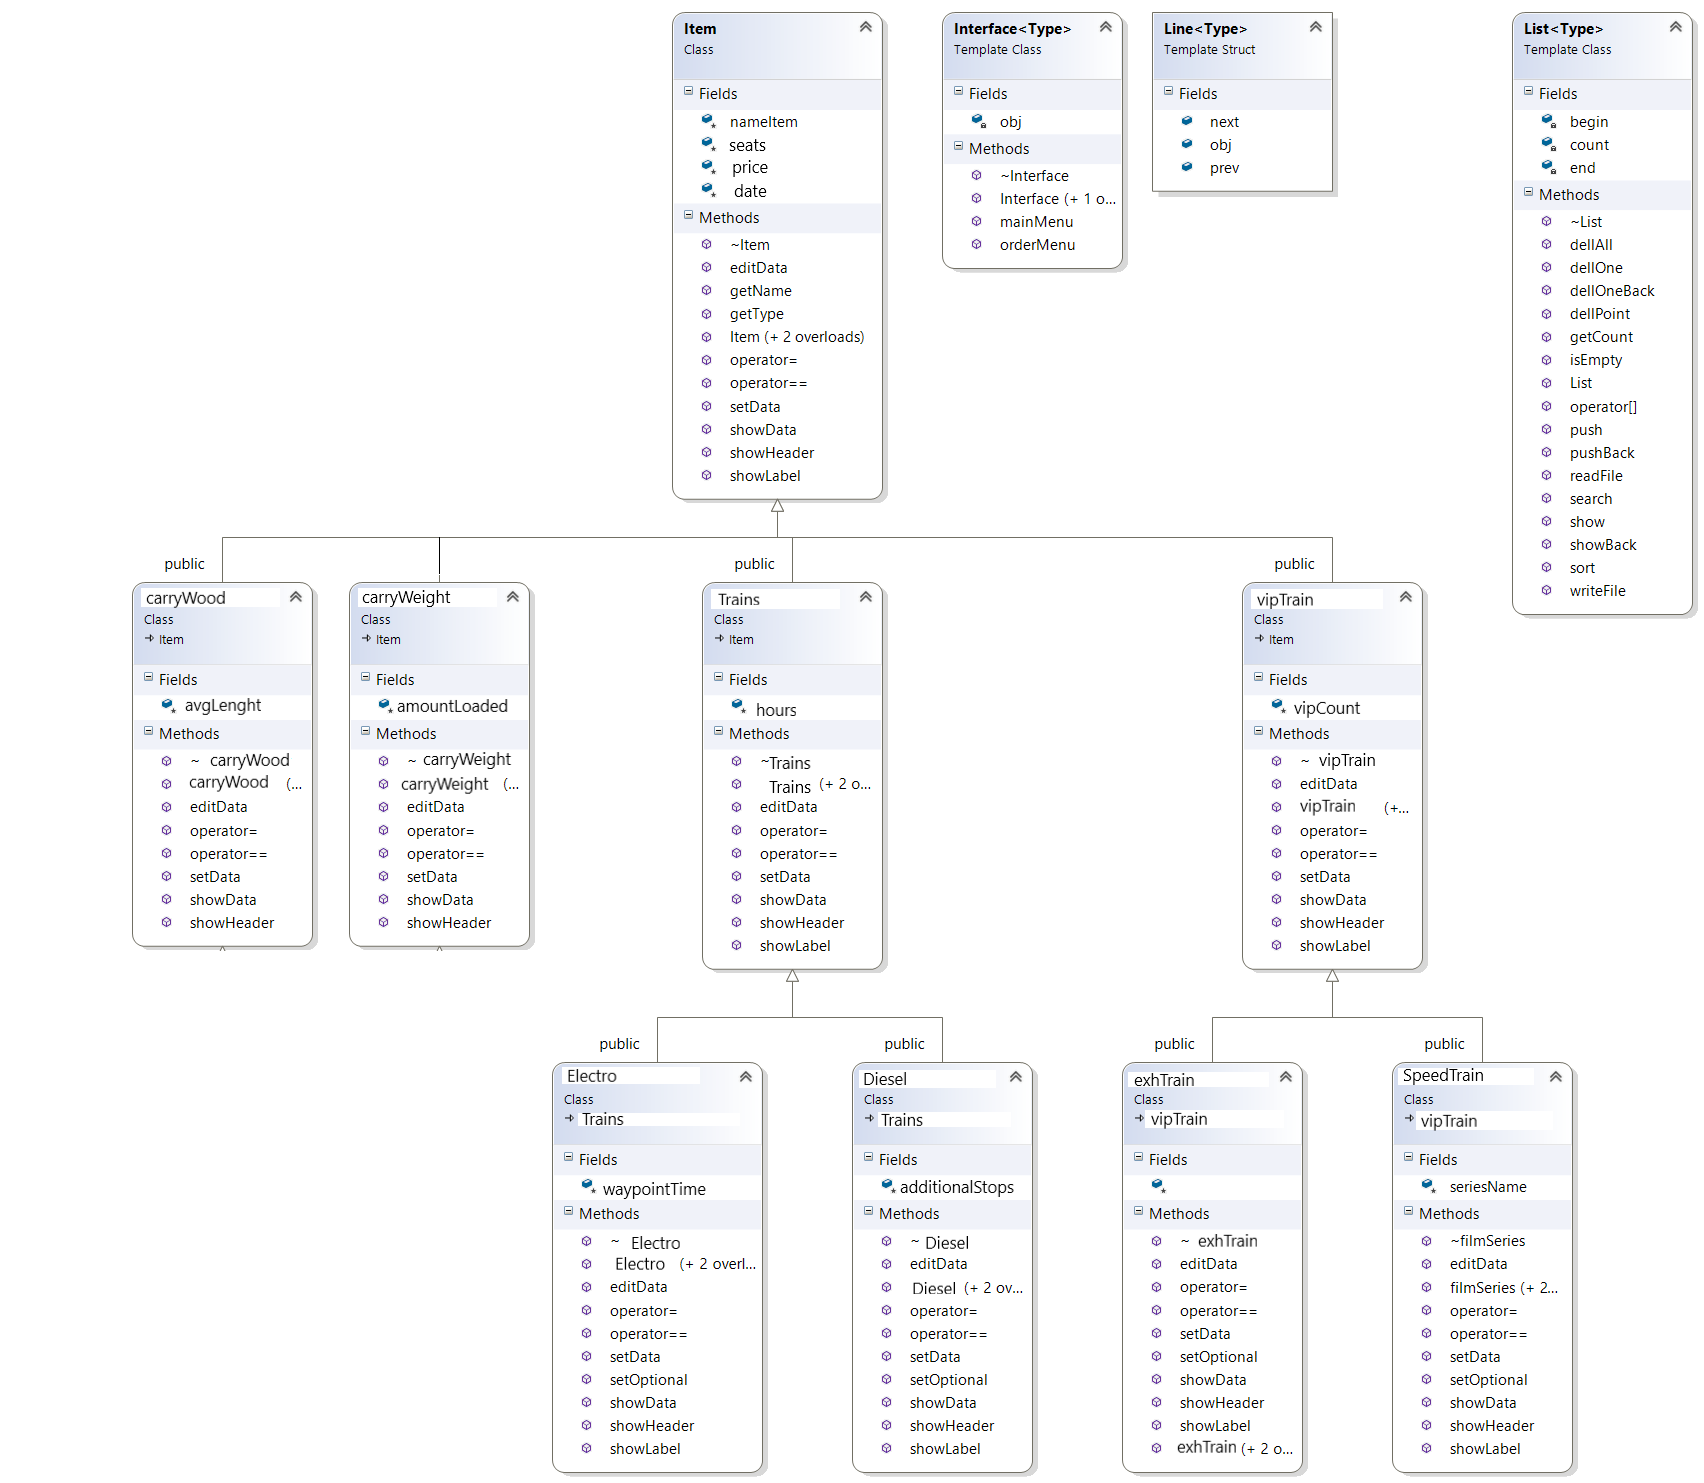 Item
Class
Fields
nameItem
seats
price
date
Methods
~Item
editData
getName
getType
Item (+ 2 overloads)
operator=
operator==
setData
showData
showHeader
showLabel
Interface<Type>
Template Class
Fields
obj
Methods
~Interface
Interface (+ 1 o...
mainMenu
orderMenu
Line<Type>
Template Struct
Fields
next
obj
prev
List<Type>
Template Class
Fields
begin
count
end
Methods
~List
dellAll
dellOne
dellOneBack
dellPoint
getCount
isEmpty
List
operator[]
push
pushBack
readFile
search
show
showBack
sort
writeFile
public
carryWood
Class
Item
Fields
avgLenght
Methods
~ carryWood
carryWood (...
editData
operator=
operator==
setData
showData
showHeader
carryWeight
Class
Item
Fields
amountLoaded
Methods
~ carryWeight
carryWeight (...
editData
operator=
operator==
setData
showData
showHeader
public
Trains
Class
Item
Fields
hours
Methods
~Trains
Trains (+ 2 o...
editData
operator=
operator==
setData
showData
showHeader
showLabel
public
vipTrain
Class
Item
Fields
vipCount
Methods
~ vipTrain
editData
vipTrain (+...
operator=
operator==
setData
showData
showHeader
showLabel
public
Electro
Class
Trains
Fields
waypointTime
Methods
~ Electro
Electro (+ 2 overl...
editData
operator=
operator==
setData
setOptional
showData
showHeader
showLabel
public
Diesel
Class
Trains
Fields
additionalStops
Methods
~ Diesel
editData
Diesel (+ 2 ov...
operator=
operator==
setData
setOptional
showData
showHeader
showLabel
public
exhTrain
Class
vipTrain
Fields
Methods
~ exhTrain
editData
operator=
operator==
setData
setOptional
showData
showHeader
showLabel
exhTrain (+ 2 o...
public
SpeedTrain
Class
vipTrain
Fields
seriesName
Methods
~filmSeries
editData
filmSeries (+ 2...
operator=
operator==
setData
setOptional
showData
showHeader
showLabel